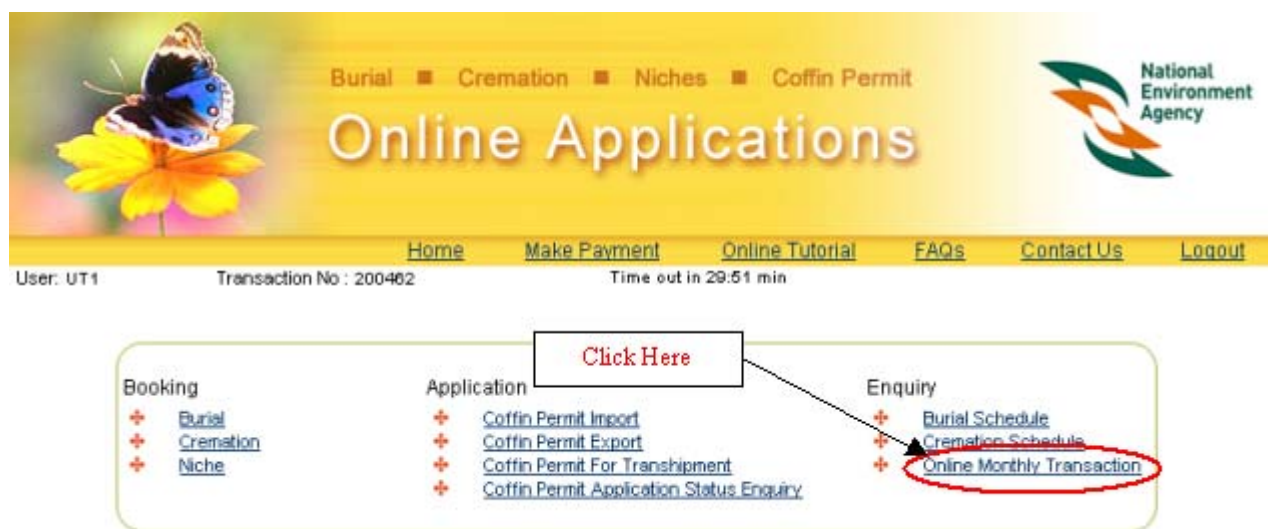 Burial ■ Cremation ■ Niches ■ Coffin Permit
Online Applications
National
Environment
Agency
Home Make Payment Online Tutorial FAQs Contact Us Logout
User: UT1 Transaction No : 200462 Time out in 29:51 min
Click Here
Booking
Burial
Cremation
Niche
Application
Coffin Permit Import
Coffin Permit Export
Coffin Permit For Transhipment
Coffin Permit Application Status Enquiry
Enquiry
Burial Schedule
Cremation Schedule
Online Monthly Transaction